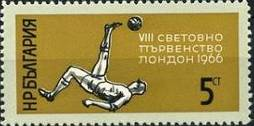 НРБЪЛГАРИЯ
VIII СВЕТОВНО
ПЪРВЕНСТВО
ЛОНДОН 1966
5 СТ